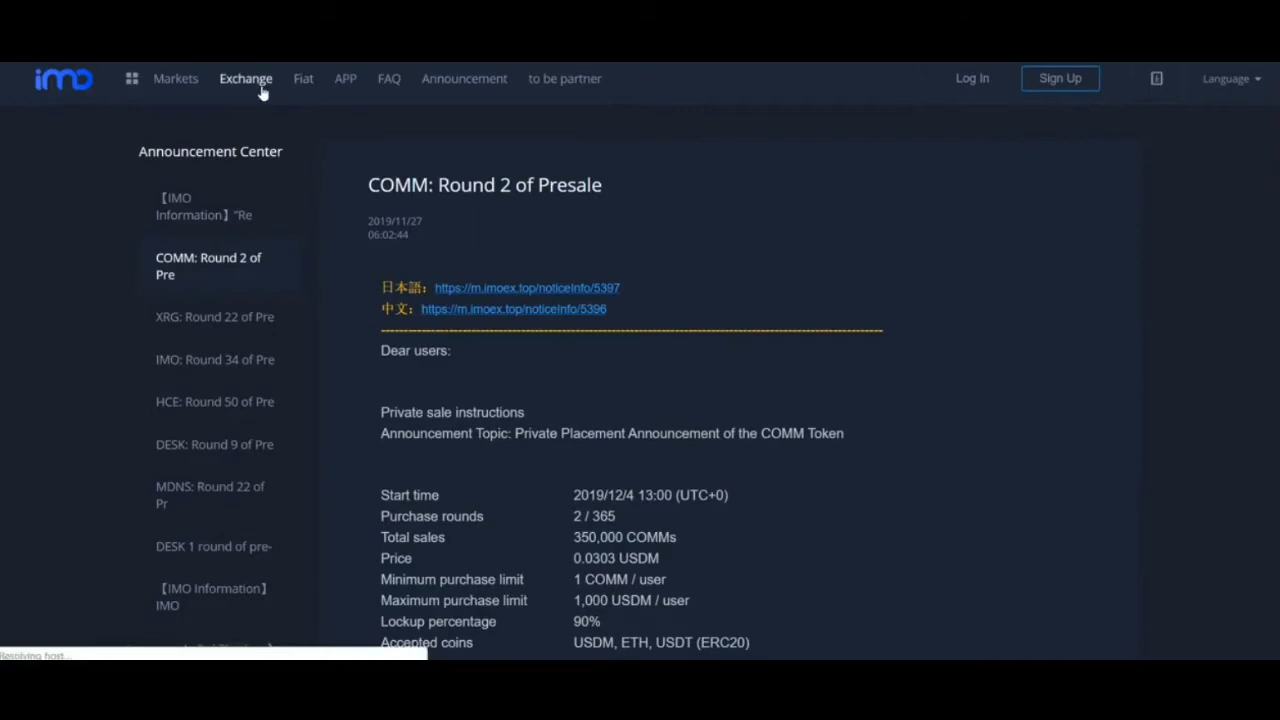 imo
Markets Exchange Fiat APP FAQ Announcement to be partner Log In Sign Up Language
Announcement Center
【IMO
Information】"Re
COMM: Round 2 of
Pre
XRG: Round 22 of Pre
IMO: Round 34 of Pre
HCE: Round 50 of Pre
DESK: Round 9 of Pre
MDNS: Round 22 of
Pr
DESK 1 round of pre-
【IMO Information】
IMO
COMM: Round 2 of Presale
2019/11/27
06:02:44
日本語：https://m.imoex.top/noticeInfo/5397
中文：https://m.imoex.top/noticeInfo/5396
Dear users:
Private sale instructions
Announcement Topic: Private Placement Announcement of the COMM Token
Start time 2019/12/4 13:00 (UTC+0)
Purchase rounds 2 / 365
Total sales 350,000 COMMs
Price 0.0303 USDM
Minimum purchase limit 1 COMM / user
Maximum purchase limit 1,000 USDM / user
Lockup percentage 90%
Accepted coins USDM, ETH, USDT (ERC20)
Resolving host...